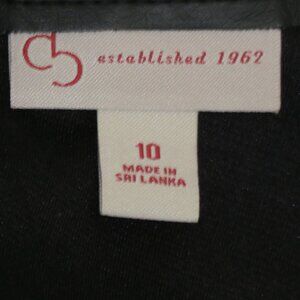 established 1962
10
MADE IN
SRI LANKA